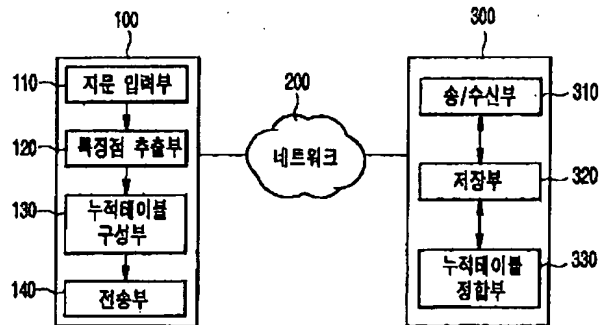 100
300
110
지문 입력부
200
송/수신부
310
120
특징점 추출부
네트워크
저장부
320
130
누적테이블
구성부
누적테이블
정합부
330
140
전송부